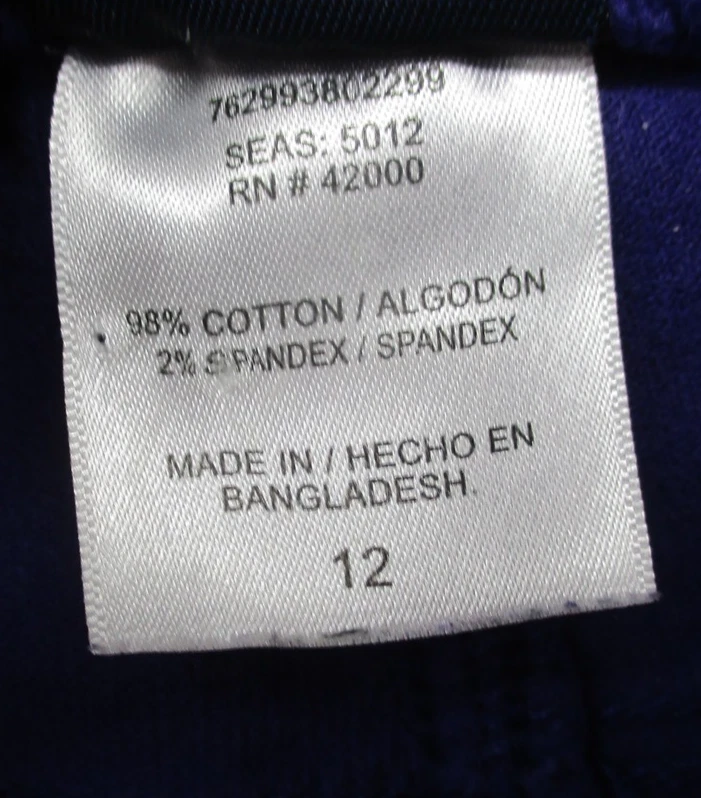 762993802299
SEAS: 5012
RN # 42000
98% COTTON / ALGODÓN
2% SPANDEX / SPANDEX
MADE IN / HECHO EN
BANGLADESH.
12